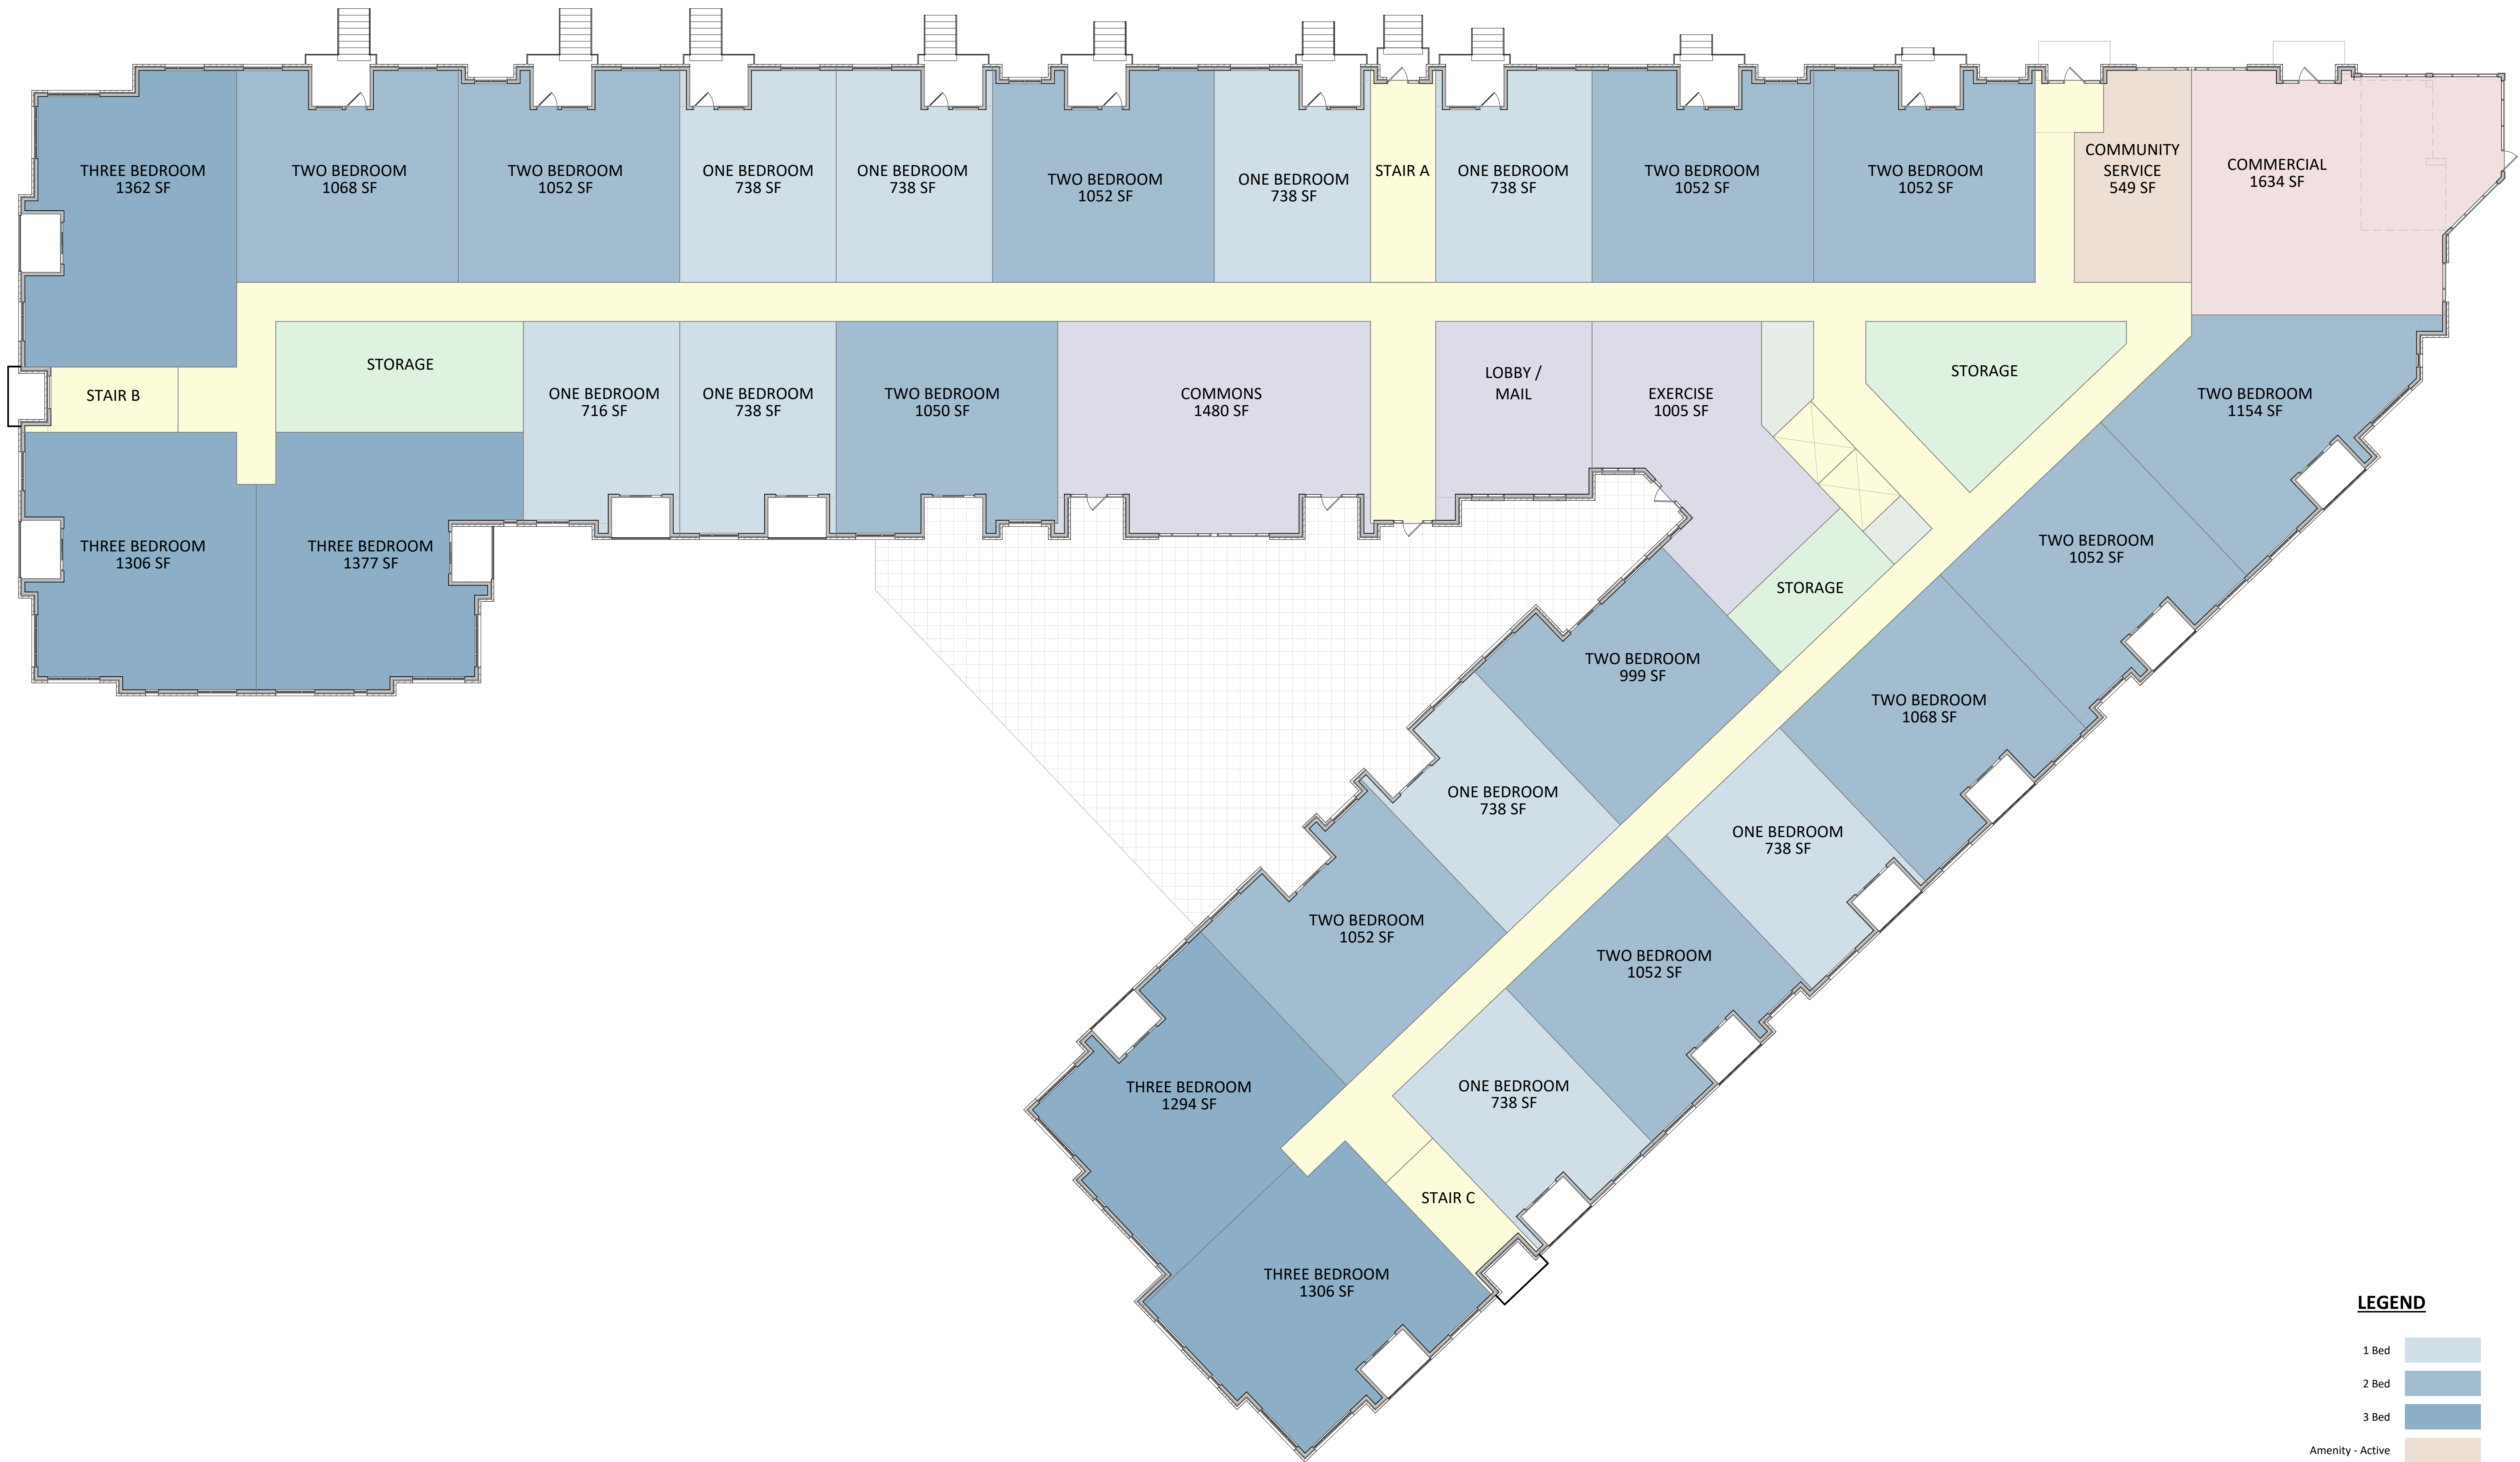 THREE BEDROOM
1362 SF
TWO BEDROOM
1068 SF
TWO BEDROOM
1052 SF
ONE BEDROOM
738 SF
ONE BEDROOM
738 SF
TWO BEDROOM
1052 SF
ONE BEDROOM
738 SF
STAIR A
ONE BEDROOM
738 SF
TWO BEDROOM
1052 SF
TWO BEDROOM
1052 SF
COMMUNITY
SERVICE
549 SF
COMMERCIAL
1634 SF
STAIR B
STORAGE
ONE BEDROOM
716 SF
ONE BEDROOM
738 SF
TWO BEDROOM
1050 SF
COMMONS
1480 SF
LOBBY /
MAIL
EXERCISE
1005 SF
STORAGE
TWO BEDROOM
1154 SF
THREE BEDROOM
1306 SF
THREE BEDROOM
1377 SF
STORAGE
TWO BEDROOM
1052 SF
TWO BEDROOM
999 SF
TWO BEDROOM
1068 SF
ONE BEDROOM
738 SF
ONE BEDROOM
738 SF
TWO BEDROOM
1052 SF
TWO BEDROOM
1052 SF
THREE BEDROOM
1294 SF
ONE BEDROOM
738 SF
STAIR C
THREE BEDROOM
1306 SF
LEGEND
1 Bed
2 Bed
3 Bed
Amenity - Active